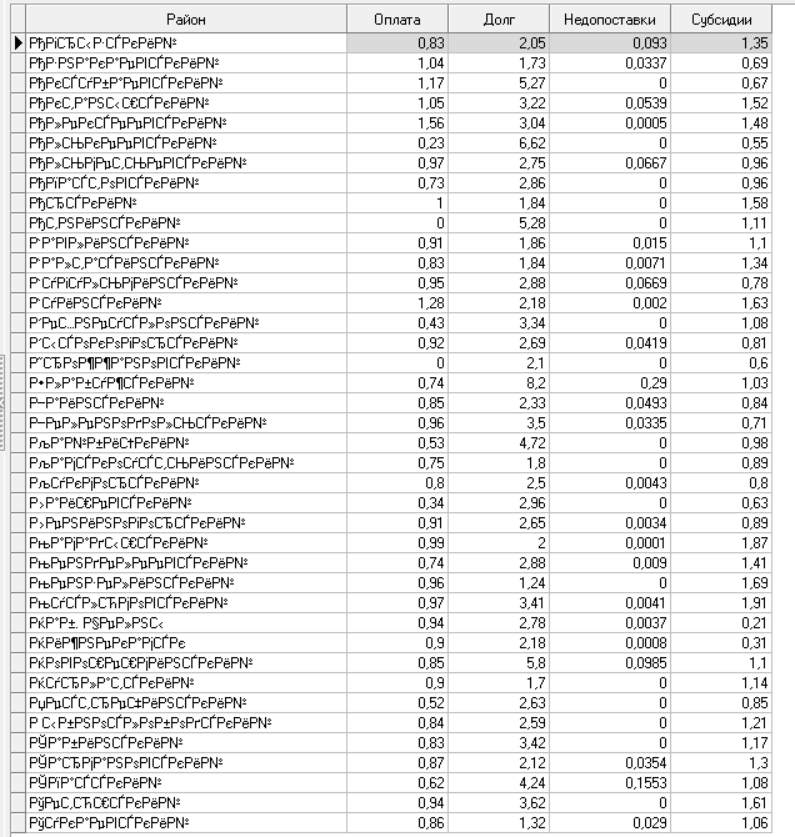 Район Оплата Долг Недопоставки Субсидии
РђРіСЂС‹Р·СЃРєРёР№ 0,83 2,05 0,093 1,35
РђР·РЅР°РєР°РµРІСЃРєРёР№ 1,04 1,73 0,0337 0,69
РђРєСЃСѓР±Р°РµРІСЃРєРёР№ 1,17 5,27 0 0,67
РђРєС‚Р°РЅС‹С€СЃРєРёР№ 1,05 3,22 0,0539 1,52
РђР»РµРєСЃРµРµРІСЃРєРёР№ 1,56 3,04 0,0005 1,48
РђР»СЊРєРµРµРІСЃРєРёР№ 0,23 6,62 0 0,55
РђР»СЊРјРµС‚СЊРµРІСЃРєРёР№ 0,97 2,75 0,0667 0,96
РђРїР°СЃС‚РѕРІСЃРєРёР№ 0,73 2,86 0 0,96
РђСЂСЃРєРёР№ 1 1,84 0 1,58
РђС‚РЅРёРЅСЃРєРёР№ 0 5,28 0 1,11
Р‘Р°РІР»РёРЅСЃРєРёР№ 0,91 1,86 0,015 1,1
Р‘Р°Р»С‚Р°СЃРёРЅСЃРєРёР№ 0,83 1,84 0,0071 1,34
Р‘СѓРіСѓР»СЊРјРёРЅСЃРєРёР№ 0,95 2,88 0,0669 0,78
Р‘СѓРёРЅСЃРєРёР№ 1,28 2,18 0,002 1,63
Р’РµС…РЅРµСѓСЃР»РѕРЅСЃРєРёР№ 0,43 3,34 0 1,08
Р’С‹СЃРѕРєРѕРіРѕСЂСЃРєРёР№ 0,92 2,69 0,0419 0,81
Р”СЂРѕР¶Р¶Р°РЅРѕРІСЃРєРёР№ 0 2,1 0 0,6
Р•Р»Р°Р±СѓР¶СЃРєРёР№ 0,74 8,2 0,29 1,03
Р—Р°РёРЅСЃРєРёР№ 0,85 2,33 0,0493 0,84
Р—РµР»РµРЅРѕРґРѕР»СЊСЃРєРёР№ 0,96 3,5 0,0335 0,71
РљР°Р№Р±РёС†РєРёР№ 0,53 4,72 0 0,98
РљР°РјСЃРєРѕСѓСЃС‚СЊРёРЅСЃРєРёР№ 0,75 1,8 0 0,89
РљСѓРєРјРѕСЂСЃРєРёР№ 0,8 2,5 0,0043 0,8
Р›Р°РёС€РµРІСЃРєРёР№ 0,34 2,96 0 0,63
Р›РµРЅРёРЅРѕРіРѕСЂСЃРєРёР№ 0,91 2,65 0,0034 0,89
РњР°РјР°РґС‹С€СЃРєРёР№ 0,99 2 0,0001 1,87
РњРµРЅРґРµР»РµРµРІСЃРєРёР№ 0,74 2,88 0,009 1,41
РњРµРЅР·РµР»РёРЅСЃРєРёР№ 0,96 1,24 0 1,69
РњСѓСЃР»СЋРјРѕРІСЃРєРёР№ 0,97 3,41 0,0041 1,91
РќР°Р±. Р§РµР»РЅС‹ 0,94 2,78 0,0037 0,21
РќРёР¶РЅРµРєР°РјСЃРє 0,9 2,18 0,0008 0,31
РќРѕРІРѕС€РµС€РјРёРЅСЃРєРёР№ 0,85 5,8 0,0985 1,1
РќСѓСЂР»Р°С‚СЃРєРёР№ 0,9 1,7 0 1,14
РџРµСЃС‚СЂРµС‡РёРЅСЃРєРёР№ 0,52 2,63 0 0,85
Р С‹Р±РЅРѕСЃР»РѕР±РѕРґСЃРєРёР№ 0,84 2,59 0 1,21
РЎР°Р±РёРЅСЃРєРёР№ 0,83 3,42 0 1,17
РЎР°СЂРјР°РЅРѕРІСЃРєРёР№ 0,87 2,12 0,0354 1,3
РЎРїР°СЃСЃРєРёР№ 0,62 4,24 0,1553 1,08
РўРµС‚СЋС€СЃРєРёР№ 0,94 3,62 0 1,61
РўСѓРєР°РµРІСЃРєРёР№ 0,86 1,32 0,029 1,06